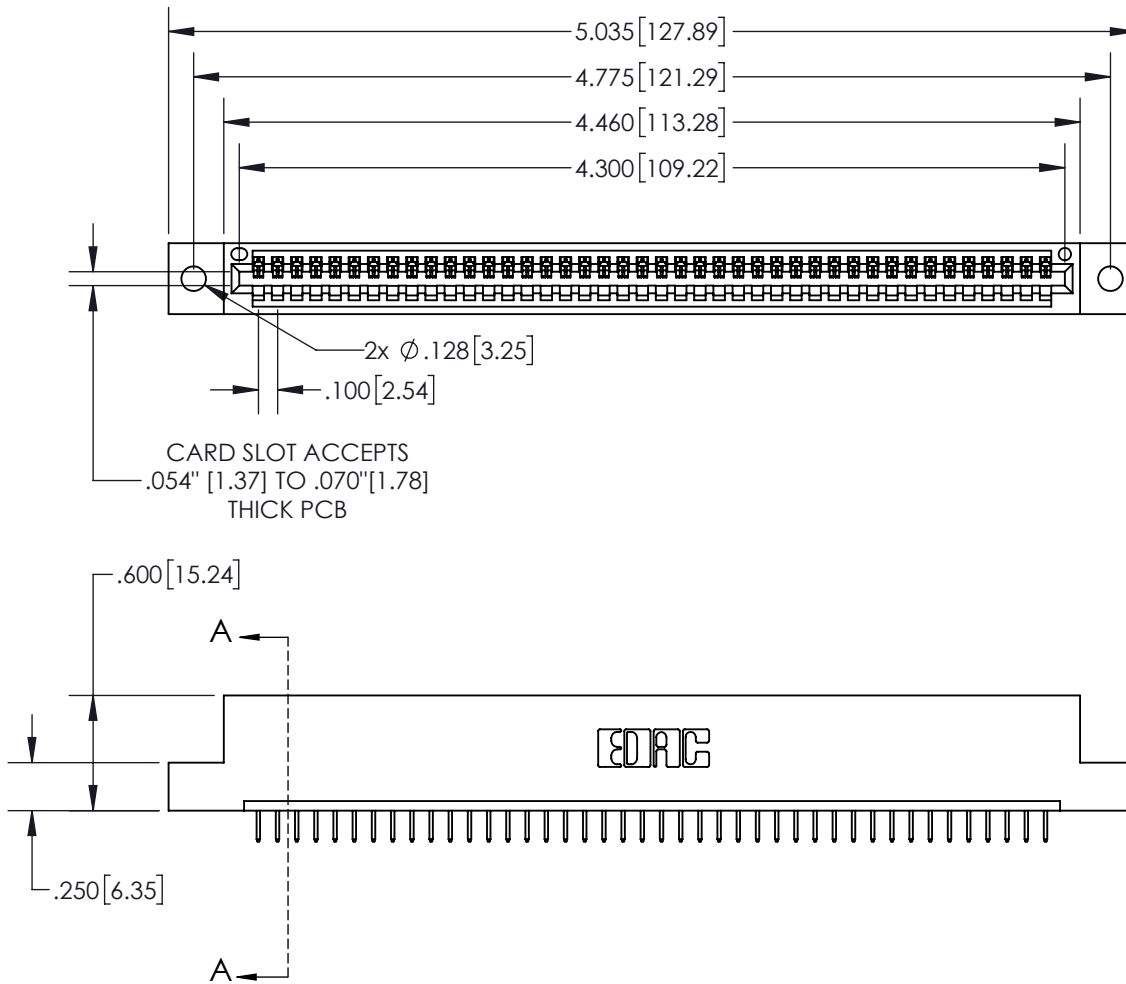 5.035[127.89]
4.775[121.29]
4.460[113.28]
4.300[109.22]
2x Ø.128[3.25]
.100[2.54]
CARD SLOT ACCEPTS
.054" [1.37] TO .070"[1.78]
THICK PCB
.600[15.24]
A
EDAC
.250[6.35]
A